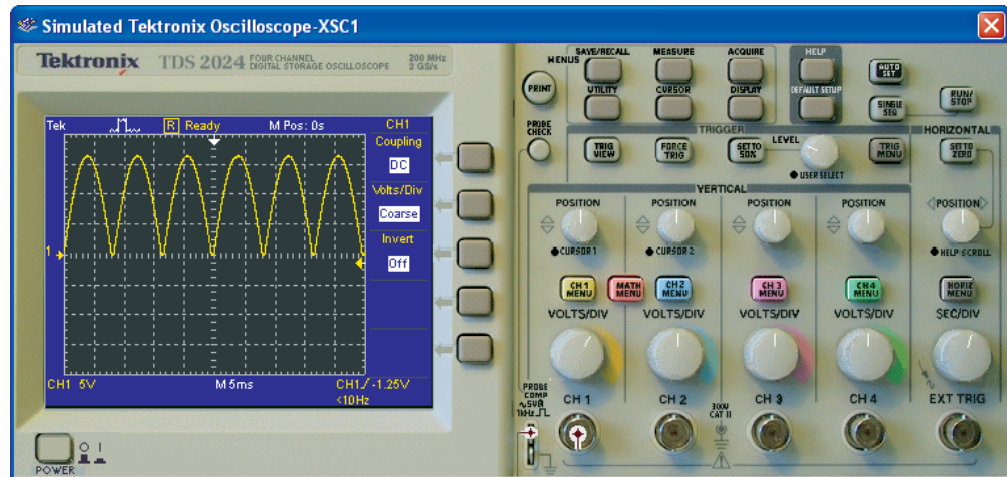 Simulated Tektronix Oscilloscope-XSC1
Tektronix TDS 2024 FOUR CHANNEL DIGITAL STORAGE OSCILLOSCOPE 200 MHz 2 GS/s
Tek R Ready M Pos: 0s CH1
Coupling
DC
Volts/Div
Coarse
Invert
Off
1
CH1 5V M 5ms CH1/ -1.25V
<10Hz
POWER
MENUS
SAVE/RECALL MEASURE ACQUIRE HELP
PRINT
AUTO SET
UTILITY CURSOR DISPLAY DEFAULT SETUP
SINGLE SEQ
RUN/ STOP
PROBE CHECK
TRIGGER
HORIZONTAL
TRIG VIEW
FORCE TRIG
SET TO 50%
LEVEL
USER SELECT
TRIG MENU
SET TO ZERO
VERTICAL
POSITION POSITION POSITION POSITION POSITION
CURSOR 1 CURSOR 2 HELP SCROLL
CH 1 MENU
MATH MENU
CH 2 MENU
CH 3 MENU
CH 4 MENU
HORIZ MENU
VOLTS/DIV VOLTS/DIV VOLTS/DIV VOLTS/DIV SEC/DIV
PROBE COMP
~5V@
1kHz
CH 1 CH 2 CH 3 CH 4 EXT TRIG
300V
CAT II